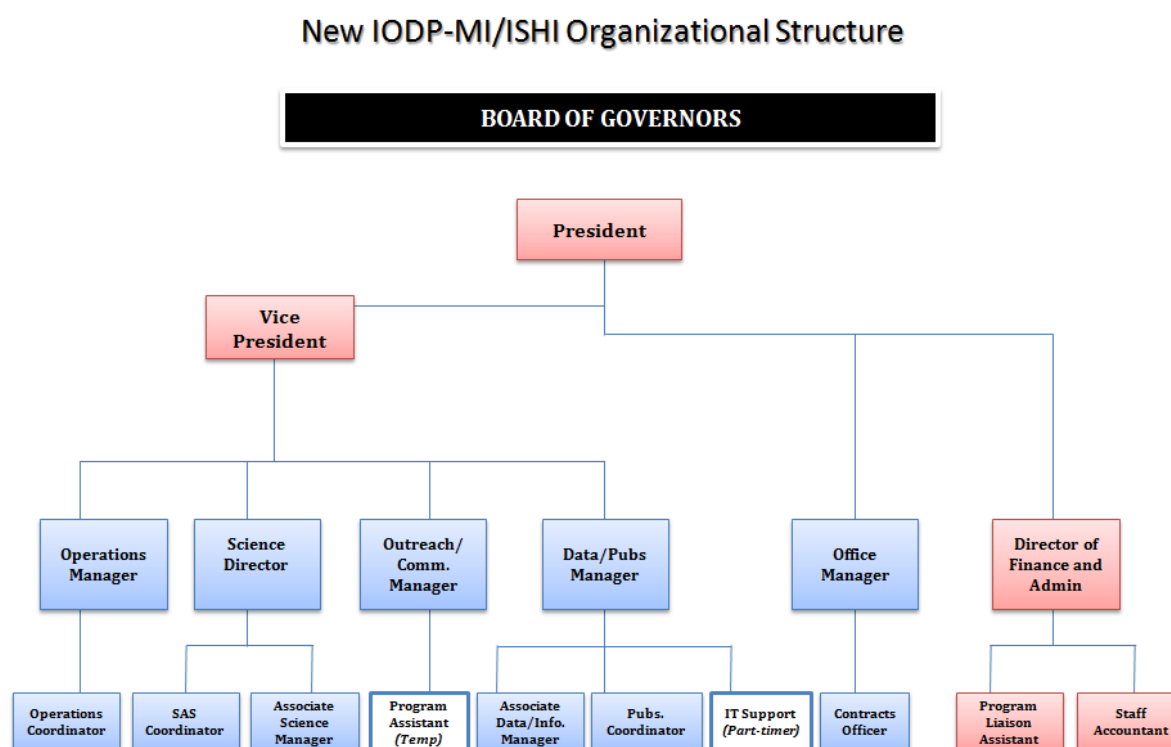 New IODP-MI/ISHI Organizational Structure
BOARD OF GOVERNORS
President
Vice
President
Operations
Manager
Science
Director
Outreach/
Comm.
Manager
Data/Pubs
Manager
Office
Manager
Director of
Finance and
Admin
Operations
Coordinator
SAS
Coordinator
Associate
Science
Manager
Program
Assistant
(Temp)
Associate
Data/Info.
Manager
Pubs.
Coordinator
IT Support
(Part-timer)
Contracts
Officer
Program
Liaison
Assistant
Staff
Accountant